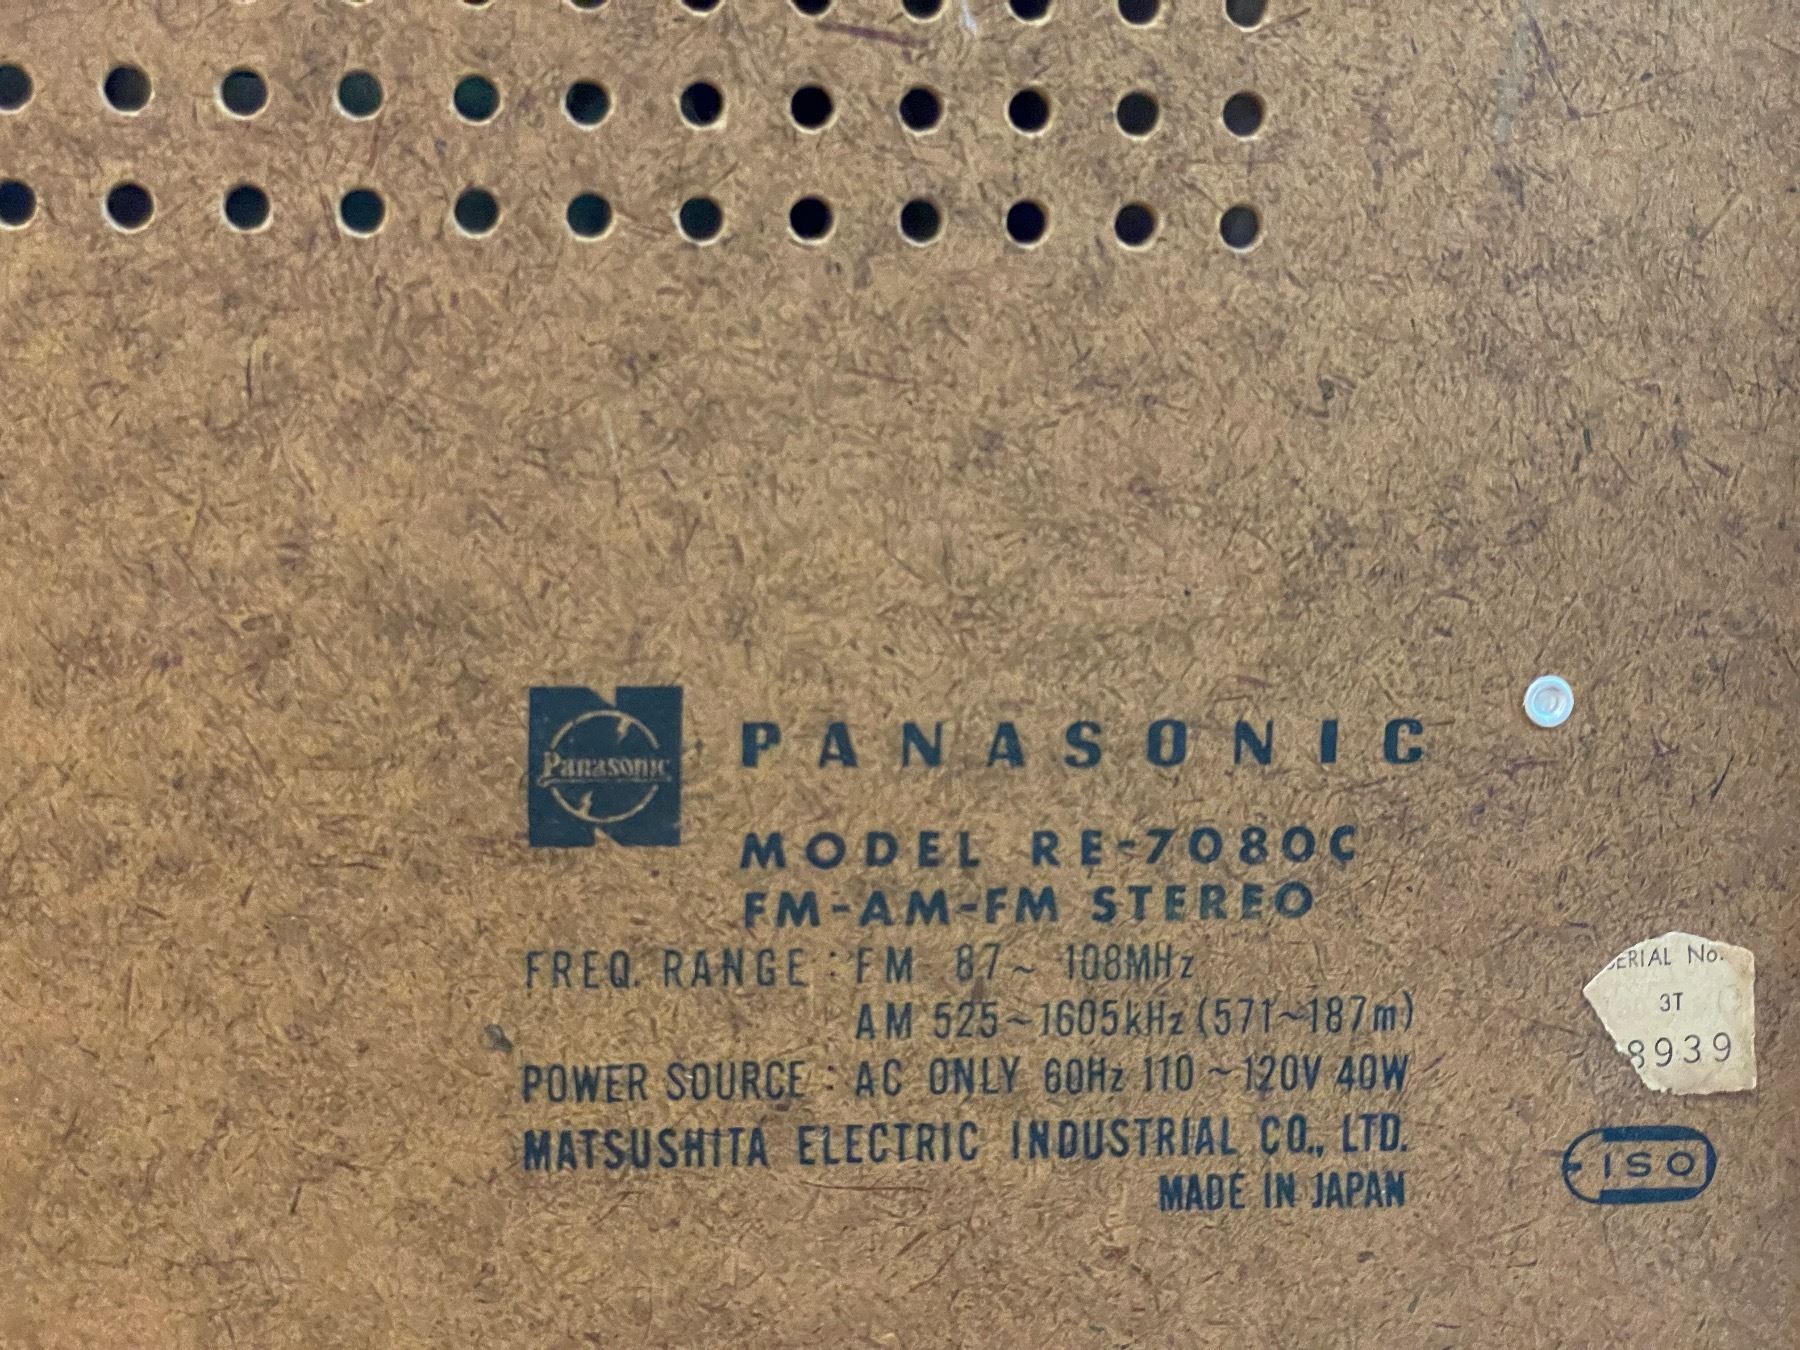 Panasonic
PANASONIC
MODEL RE-7080C
FM-AM-FM STEREO
FREQ. RANGE : FM 87~ 108MHz
AM 525~1605kHz (571~187m)
POWER SOURCE : AC ONLY 60Hz 110 ~120V 40W
MATSUSHITA ELECTRIC INDUSTRIAL CO., LTD.
MADE IN JAPAN
ERIAL No.
3T
8939
ISO